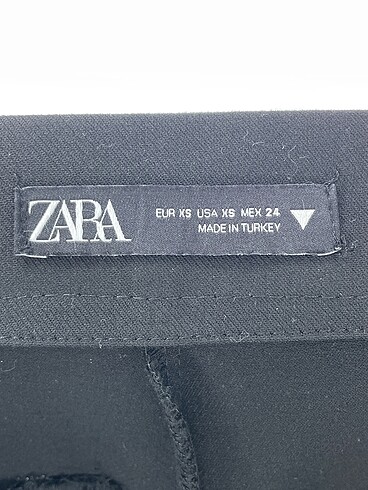 ZARA
EUR XS USA XS MEX 24
MADE IN TURKEY